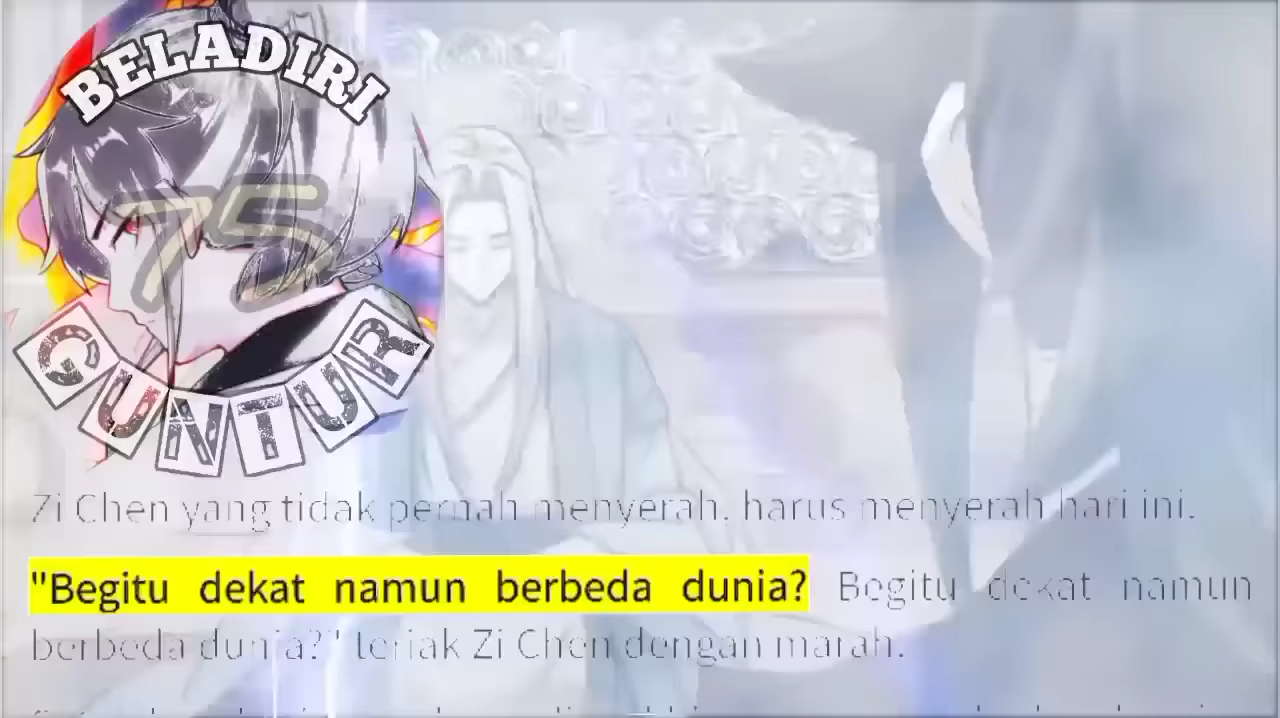 BELADIRI
75
GUNTUR
Zi Chen yang tidak pernah menyerah, harus menyerah hari ini.
"Begitu dekat namun berbeda dunia? Begitu dekat namun
berbeda dunia?" teriak Zi Chen dengan marah.